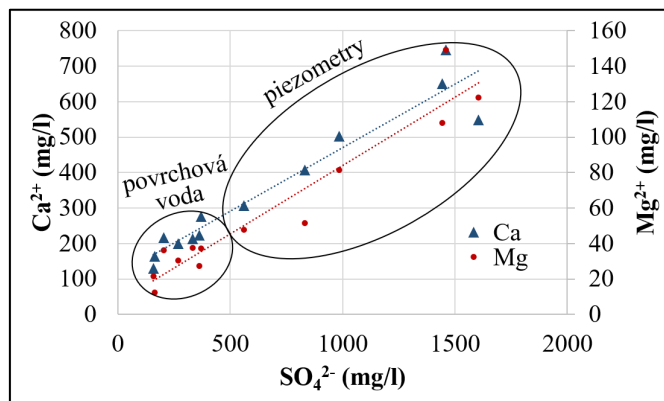 800
700
600
500
400
300
200
100
0
Ca²⁺ (mg/l)
160
140
120
100
80
60
40
20
0
Mg²⁺ (mg/l)
piezometry
povrchová
voda
Ca
Mg
0 500 1000 1500 2000
SO₄²⁻ (mg/l)